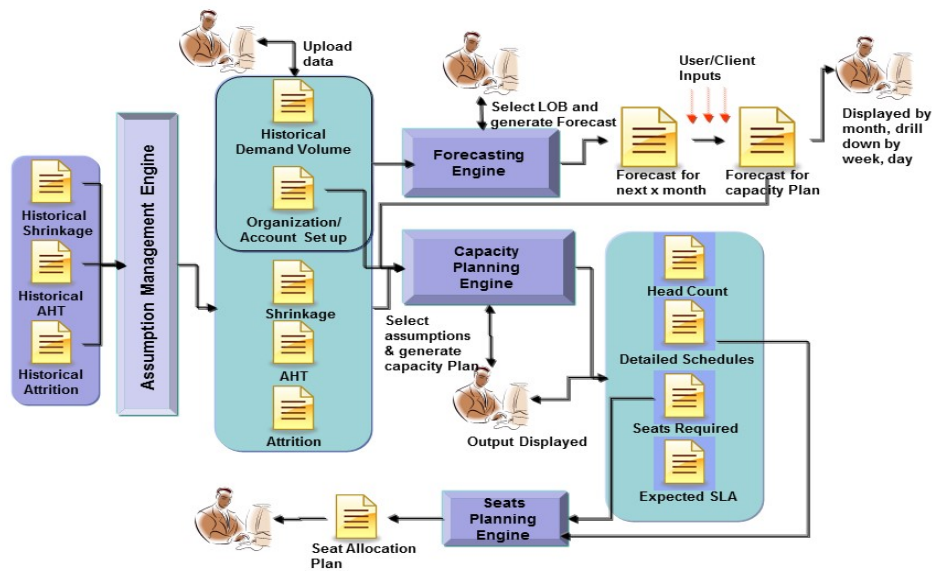 Upload
data
Historical
Demand Volume
Organization/
Account Set up
Shrinkage
AHT
Attrition
Historical
Shrinkage
Historical
AHT
Historical
Attrition
Assumption Management Engine
Select LOB and
generate Forecast
Forecasting
Engine
User/Client
Inputs
Forecast for
next x month
Forecast for
capacity Plan
Displayed by
month, drill
down by
week, day
Capacity
Planning
Engine
Select
assumptions
& generate
capacity Plan
Output Displayed
Head Count
Detailed Schedules
Seats Required
Expected SLA
Seats
Planning
Engine
Seat Allocation
Plan